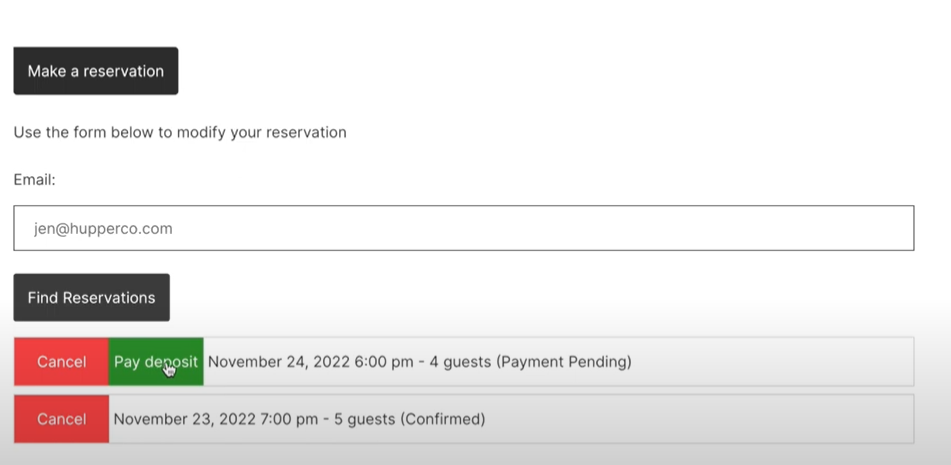 Make a reservation
Use the form below to modify your reservation
Email:
jen@hupperco.com
Find Reservations
Cancel Pay deposit November 24, 2022 6:00 pm - 4 guests (Payment Pending)
Cancel November 23, 2022 7:00 pm - 5 guests (Confirmed)